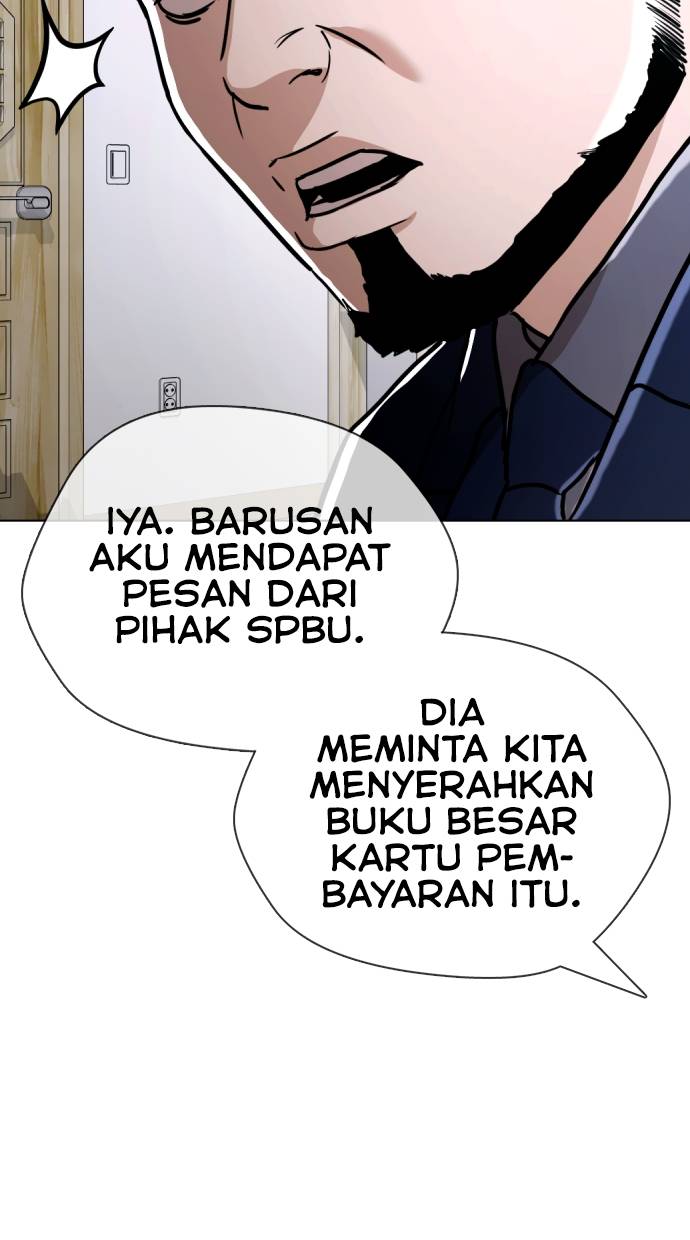 IYA. BARUSAN
AKU MENDAPAT
PESAN DARI
PIHAK SPBU.
DIA
MEMINTA KITA
MENYERAHKAN
BUKU BESAR
KARTU PEM-
BAYARAN ITU.